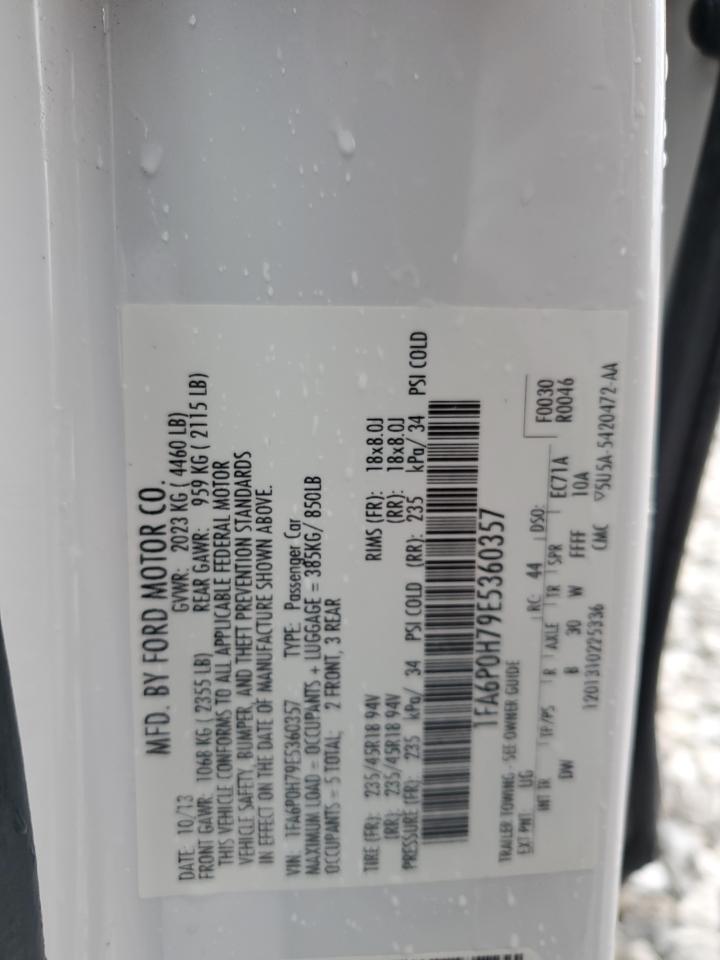 MFD. BY FORD MOTOR CO.
DATE: 10/13 GVWR: 2023 KG ( 4460 LB)
FRONT GAWR: 1068 KG ( 2355 LB) REAR GAWR: 959 KG ( 2115 LB)
THIS VEHICLE CONFORMS TO ALL APPLICABLE FEDERAL MOTOR
VEHICLE SAFETY, BUMPER, AND THEFT PREVENTION STANDARDS
IN EFFECT ON THE DATE OF MANUFACTURE SHOWN ABOVE.
VIN: 1FA6P0H79E5360357 TYPE: Passenger Car
MAXIMUM LOAD = OCCUPANTS + LUGGAGE = 385KG/ 850LB
OCCUPANTS = 5 TOTAL; 2 FRONT, 3 REAR
TIRE (FR): 235/45R18 94V RIMS (FR): 18x8.0J
(RR): 235/45R18 94V (RR): 18x8.0J
PRESSURE (FR): 235 kPa/ 34 PSI COLD (RR): 235 kPa/ 34 PSI COLD
1FA6P0H79E5360357
TRAILER TOWING - SEE OWNER GUIDE
EXT PNT: UG RC: 44 DSO: F0030
R0046
INT TR TP/PS R AXLE TR SPR EC71A
DW B 30 W FFFF 10A
1201310225336 CMC ▽5U5A-5420472-AA